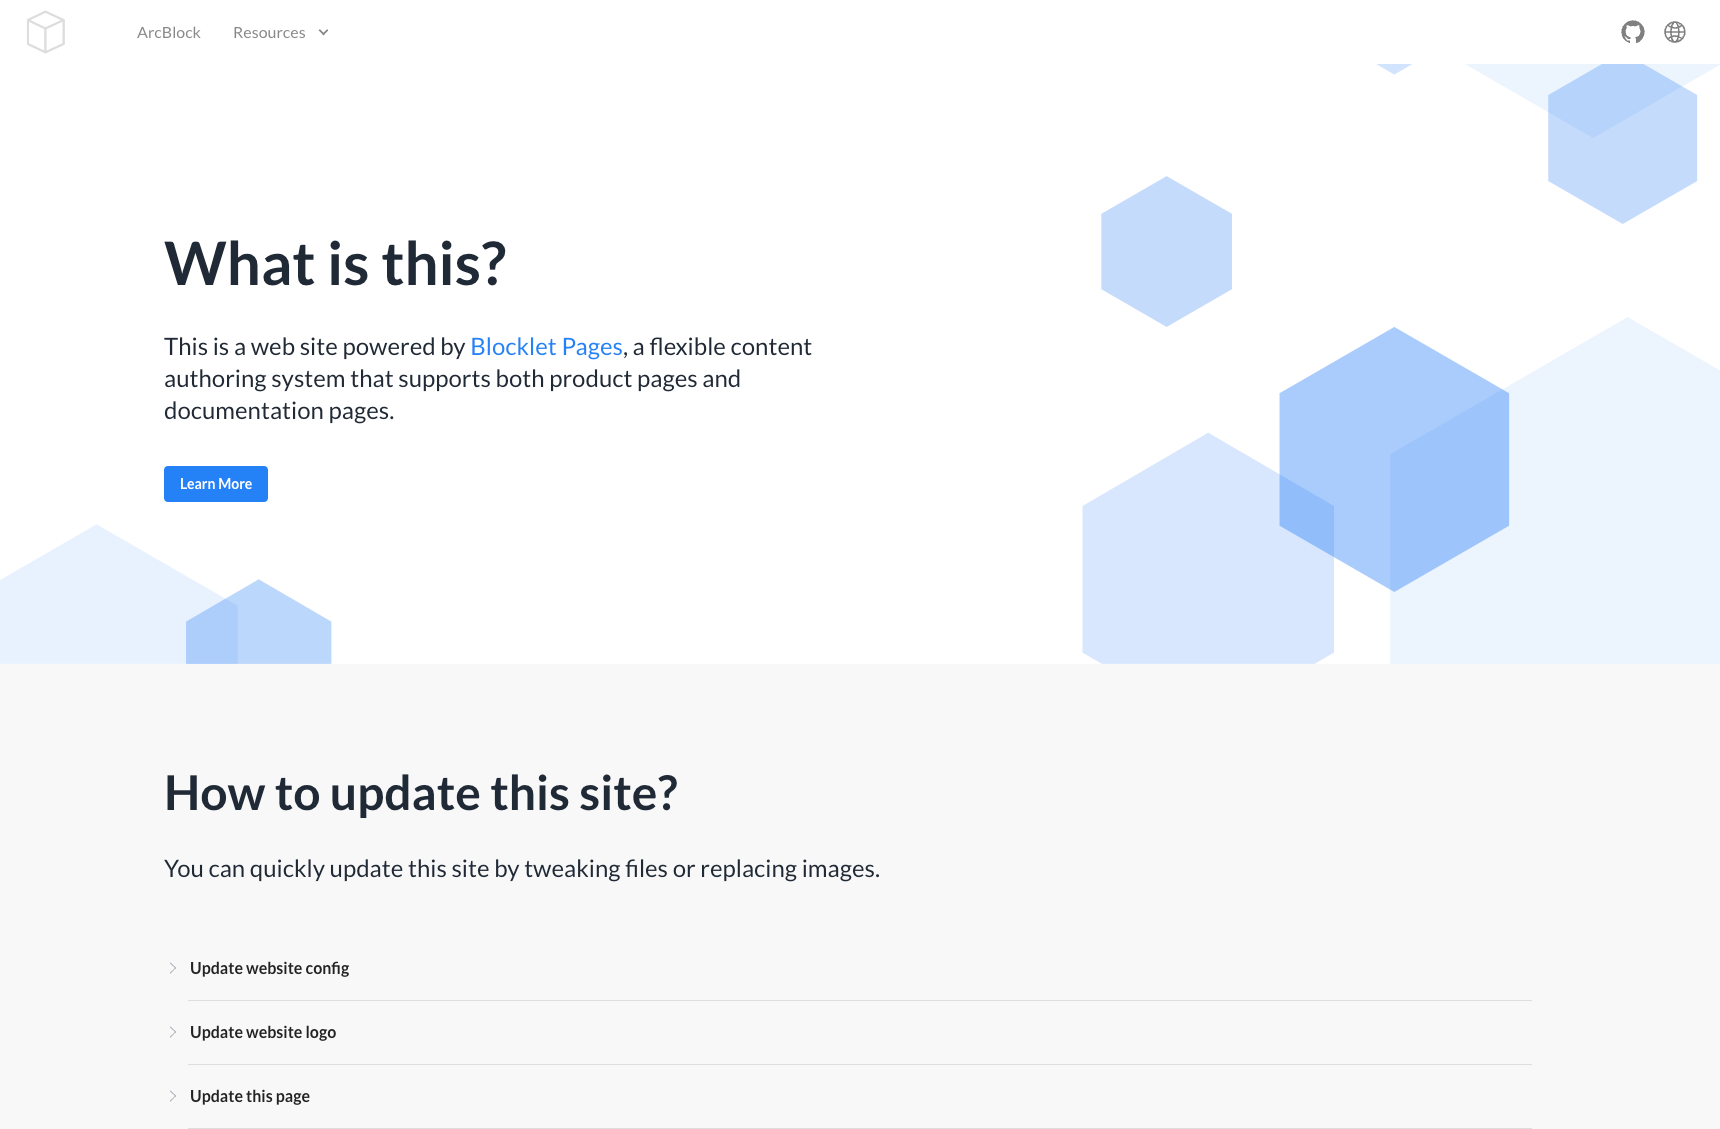 ArcBlock
Resources
What is this?
This is a web site powered by Blocklet Pages, a flexible content
authoring system that supports both product pages and
documentation pages.
Learn More
How to update this site?
You can quickly update this site by tweaking files or replacing images.
Update website config
Update website logo
Update this page